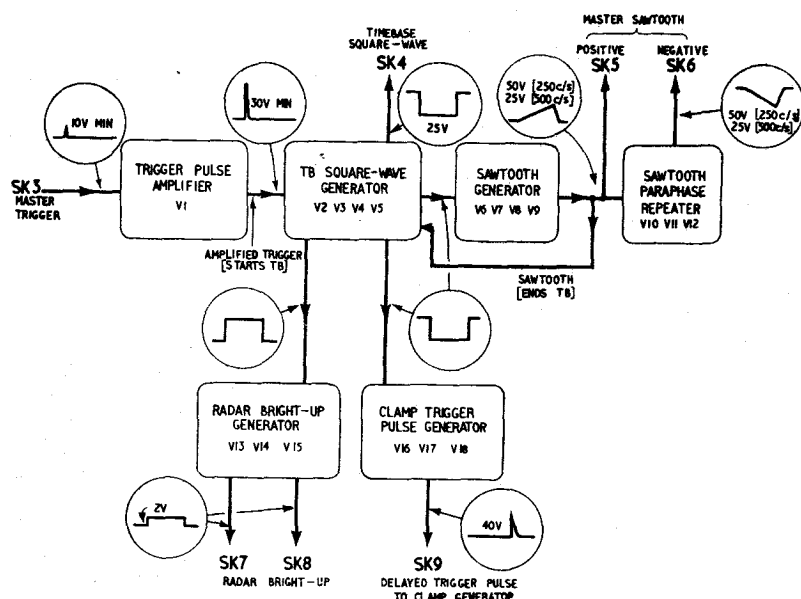 MASTER SAWTOOTH
TIMEBASE
SQUARE-WAVE
SK4
POSITIVE
SK5
NEGATIVE
SK6
10V MIN
30V MIN
25V
50V [250c/s]
25V [500c/s]
50V [250c/s]
25V [500c/s]
SK3
MASTER
TRIGGER
TRIGGER PULSE
AMPLIFIER
V1
TB SQUARE-WAVE
GENERATOR
V2 V3 V4 V5
SAWTOOTH
GENERATOR
V6 V7 V8 V9
SAWTOOTH
PARAPHASE
REPEATER
V10 V11 V12
AMPLIFIED TRIGGER
[STARTS TB]
SAWTOOTH
[ENDS TB]
RADAR BRIGHT-UP
GENERATOR
V13 V14 V15
CLAMP TRIGGER
PULSE GENERATOR
V16 V17 V18
2V
40V
SK7
SK8
RADAR BRIGHT-UP
SK9
DELAYED TRIGGER PULSE
TO CLAMP GENERATOR